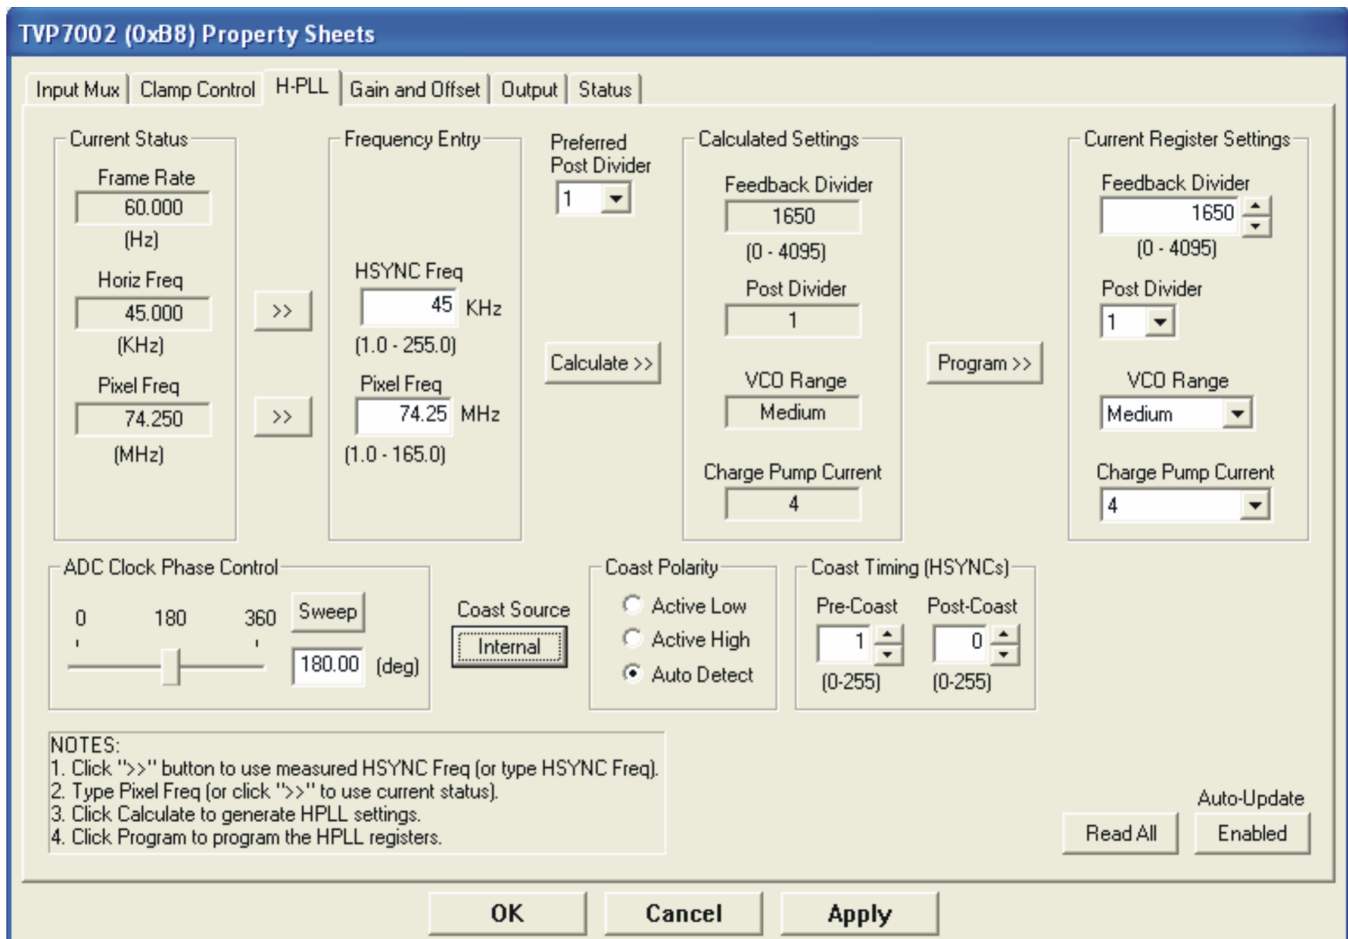 TVP7002 (0xB8) Property Sheets
Input Mux Clamp Control H-PLL Gain and Offset Output Status
Current Status
Frame Rate
60.000
(Hz)
Horiz Freq
45.000
(KHz)
Pixel Freq
74.250
(MHz)
>>
>>
Frequency Entry
HSYNC Freq
45 KHz
(1.0 - 255.0)
Pixel Freq
74.25 MHz
(1.0 - 165.0)
Preferred
Post Divider
1
Calculate >>
Calculated Settings
Feedback Divider
1650
(0 - 4095)
Post Divider
1
VCO Range
Medium
Charge Pump Current
4
Program >>
Current Register Settings
Feedback Divider
1650
(0 - 4095)
Post Divider
1
VCO Range
Medium
Charge Pump Current
4
ADC Clock Phase Control
0 180 360
Sweep
180.00 (deg)
Coast Source
Internal
Coast Polarity
Active Low
Active High
Auto Detect
Coast Timing (HSYNCs)
Pre-Coast Post-Coast
1 0
(0-255) (0-255)
NOTES:
1. Click ">>" button to use measured HSYNC Freq (or type HSYNC Freq).
2. Type Pixel Freq (or click ">>" to use current status).
3. Click Calculate to generate HPLL settings.
4. Click Program to program the HPLL registers.
Auto-Update
Read All Enabled
OK Cancel Apply